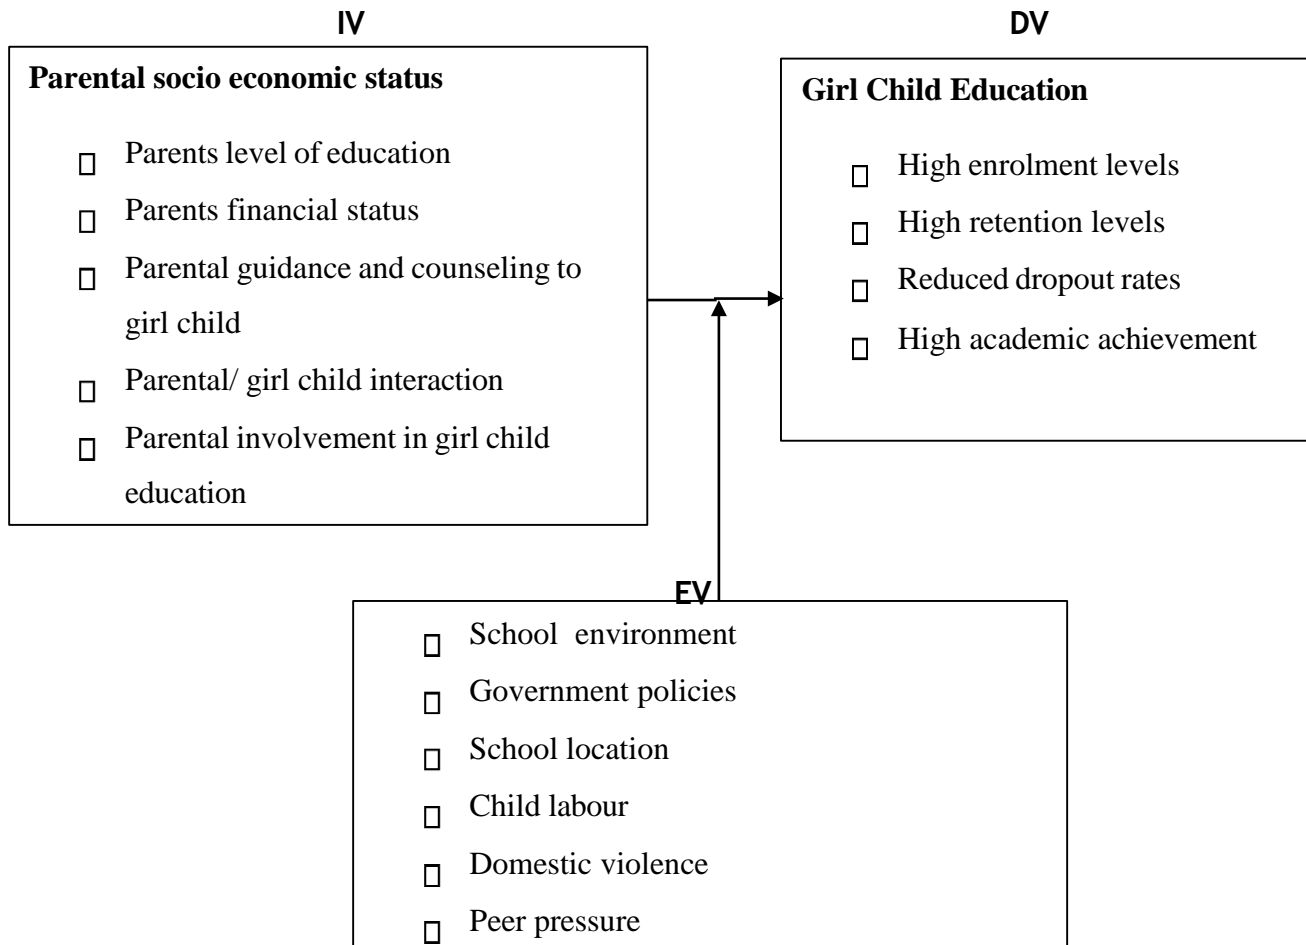 IV
DV
Parental socio economic status
Parents level of education
Parents financial status
Parental guidance and counseling to
girl child
Parental/ girl child interaction
Parental involvement in girl child
education
Girl Child Education
High enrolment levels
High retention levels
Reduced dropout rates
High academic achievement
EV
School environment
Government policies
School location
Child labour
Domestic violence
Peer pressure